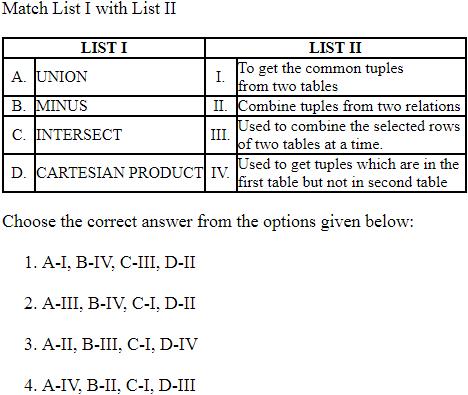 Match List I with List II
LIST I LIST II
A. UNION I. To get the common tuples
from two tables
B. MINUS II. Combine tuples from two relations
C. INTERSECT III. Used to combine the selected rows
of two tables at a time.
D. CARTESIAN PRODUCT IV. Used to get tuples which are in the
first table but not in second table
Choose the correct answer from the options given below:
1. A-I, B-IV, C-III, D-II
2. A-III, B-IV, C-I, D-II
3. A-II, B-III, C-I, D-IV
4. A-IV, B-II, C-I, D-III